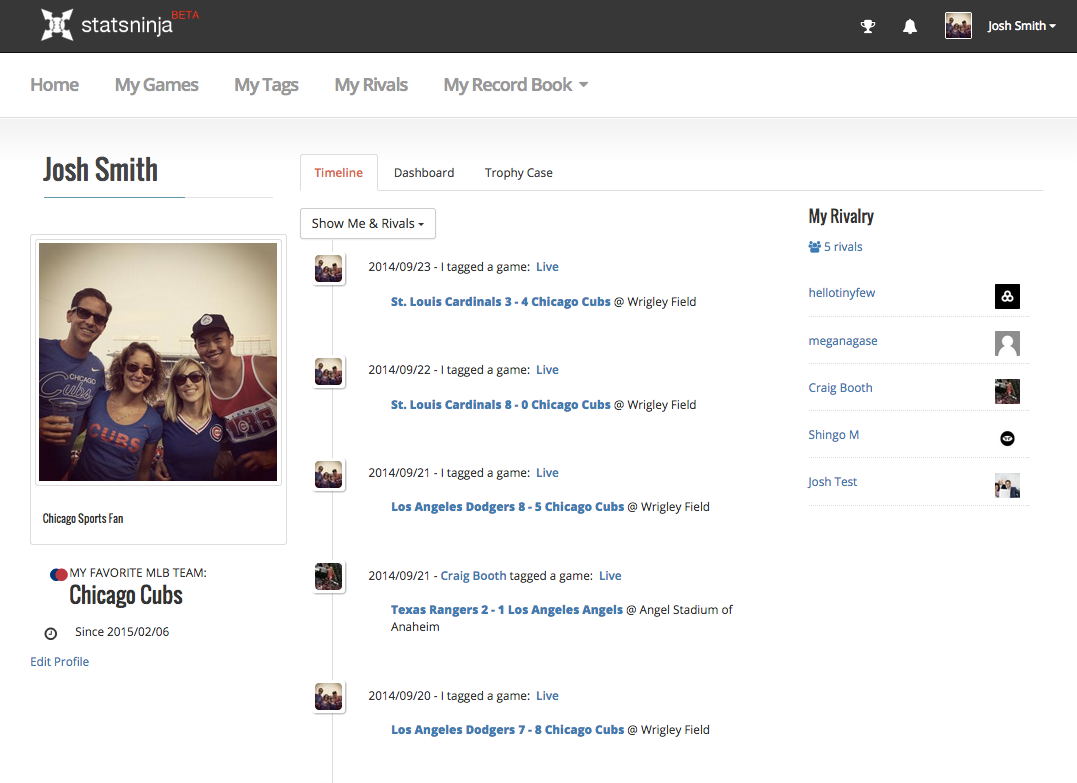 statsninja BETA
Josh Smith
Home My Games My Tags My Rivals My Record Book
Josh Smith
Chicago Sports Fan
MY FAVORITE MLB TEAM:
Chicago Cubs
Since 2015/02/06
Edit Profile
Timeline Dashboard Trophy Case
Show Me & Rivals
2014/09/23 - I tagged a game: Live
St. Louis Cardinals 3 - 4 Chicago Cubs @ Wrigley Field
2014/09/22 - I tagged a game: Live
St. Louis Cardinals 8 - 0 Chicago Cubs @ Wrigley Field
2014/09/21 - I tagged a game: Live
Los Angeles Dodgers 8 - 5 Chicago Cubs @ Wrigley Field
2014/09/21 - Craig Booth tagged a game: Live
Texas Rangers 2 - 1 Los Angeles Angels @ Angel Stadium of
Anaheim
2014/09/20 - I tagged a game: Live
Los Angeles Dodgers 7 - 8 Chicago Cubs @ Wrigley Field
My Rivalry
5 rivals
hellotinyfew
meganagase
Craig Booth
Shingo M
Josh Test
CHICAGO
Cubs
CUBS